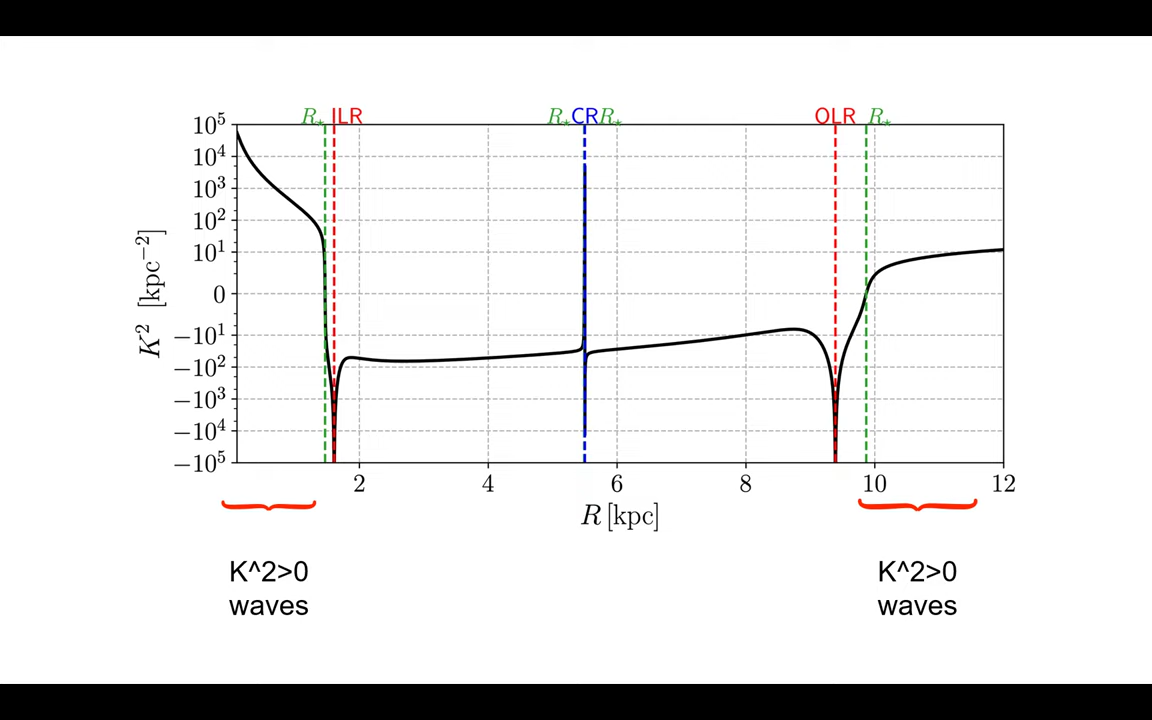 R⋆ ILR R⋆ CR R⋆ OLR R⋆
10^5
10^4
10^3
10^2
10^1
0
−10^1
−10^2
−10^3
−10^4
−10^5
K^2 [kpc^−2]
2 4 6 8 10 12
R [kpc]
K^2>0 K^2>0
waves waves